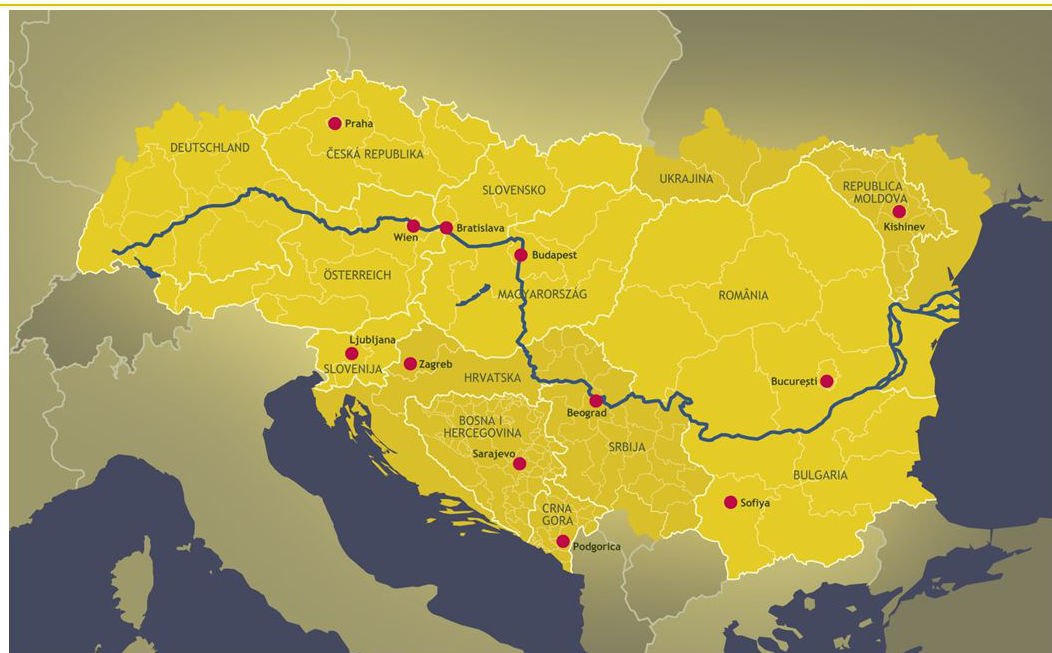 DEUTSCHLAND
Praha
ČESKÁ REPUBLIKA
SLOVENSKO
UKRAJINA
REPUBLICA
MOLDOVA
Kishinev
Wien
Bratislava
Budapest
ÖSTERREICH
MAGYARORSZÁG
ROMÂNIA
Ljubljana
SLOVENIJA
Zagreb
HRVATSKA
Bucureşti
Beograd
BOSNA I
HERCEGOVINA
Sarajevo
SRBIJA
BULGARIA
Sofiya
CRNA
GORA
Podgorica